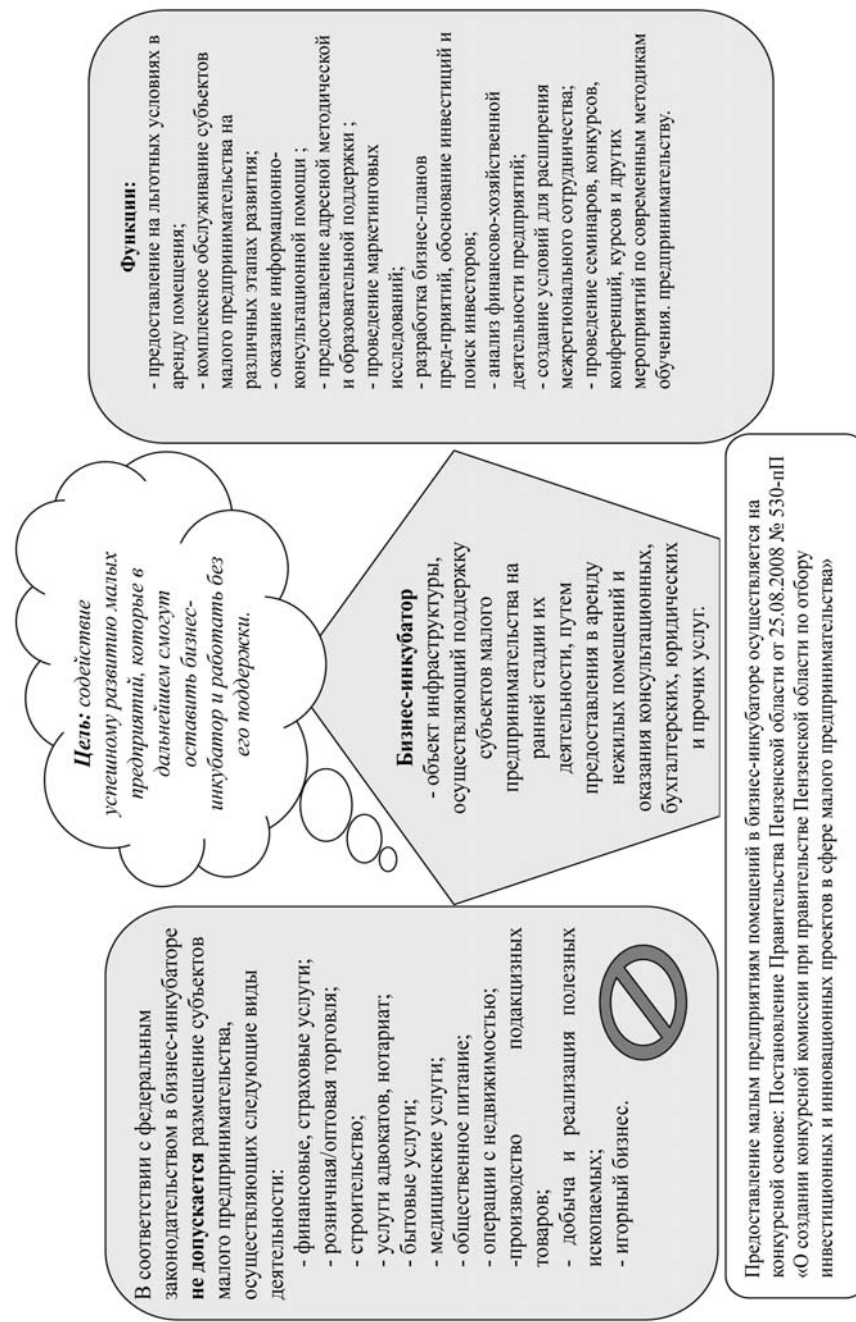 В соответствии с федеральным
законодательством в бизнес-инкубаторе
не допускается размещение субъектов
малого предпринимательства,
осуществляющих следующие виды
деятельности:
- финансовые, страховые услуги;
- розничная/оптовая торговля;
- строительство;
- услуги адвокатов, нотариат;
- бытовые услуги;
- медицинские услуги;
- общественное питание;
- операции с недвижимостью;
-производство подакцизных
товаров;
- добыча и реализация полезных
ископаемых;
- игорный бизнес.
Цель: содействие
успешному развитию малых
предприятий, которые в
дальнейшем смогут
оставить бизнес-
инкубатор и работать без
его поддержки.
Бизнес-инкубатор
- объект инфраструктуры,
осуществляющий поддержку
субъектов малого
предпринимательства на
ранней стадии их
деятельности, путем
предоставления в аренду
нежилых помещений и
оказания консультационных,
бухгалтерских, юридических
и прочих услуг.
Функции:
- предоставление на льготных условиях в
аренду помещения;
- комплексное обслуживание субъектов
малого предпринимательства на
различных этапах развития;
- оказание информационно-
консультационной помощи ;
- предоставление адресной методической
и образовательной поддержки ;
- проведение маркетинговых
исследований;
- разработка бизнес-планов
пред-приятий, обоснование инвестиций и
поиск инвесторов;
- анализ финансово-хозяйственной
деятельности предприятий;
- создание условий для расширения
межрегионального сотрудничества;
- проведение семинаров, конкурсов,
конференций, курсов и других
мероприятий по современным методикам
обучения. предпринимательству.
Предоставление малым предприятиям помещений в бизнес-инкубаторе осуществляется на
конкурсной основе: Постановление Правительства Пензенской области от 25.08.2008 № 530-пП
«О создании конкурсной комиссии при правительстве Пензенской области по отбору
инвестиционных и инновационных проектов в сфере малого предпринимательства»